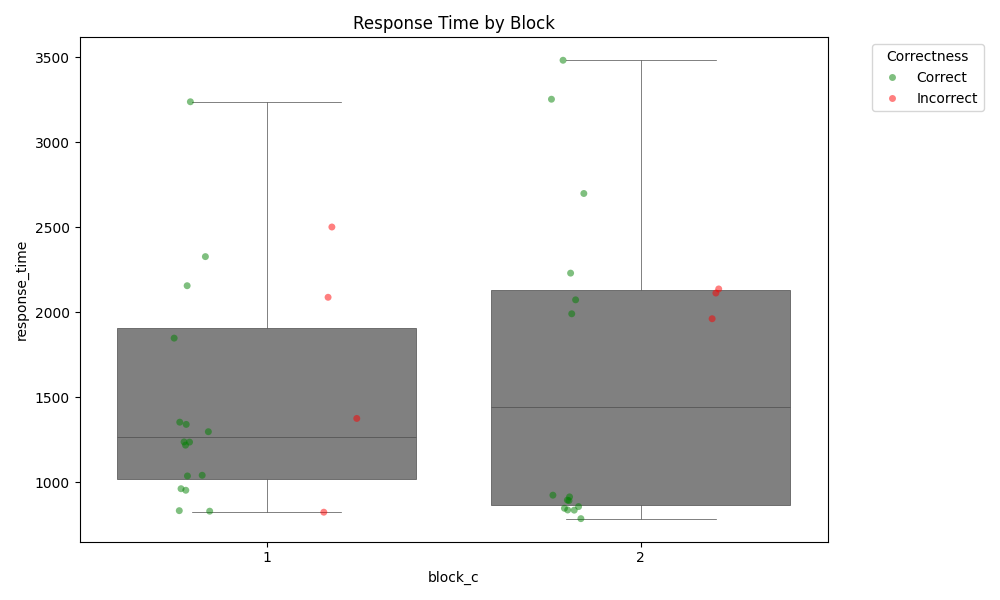 Response Time by Block
Correctness
Correct
Incorrect
3500
3000
2500
2000
1500
1000
response_time
1
2
block_c